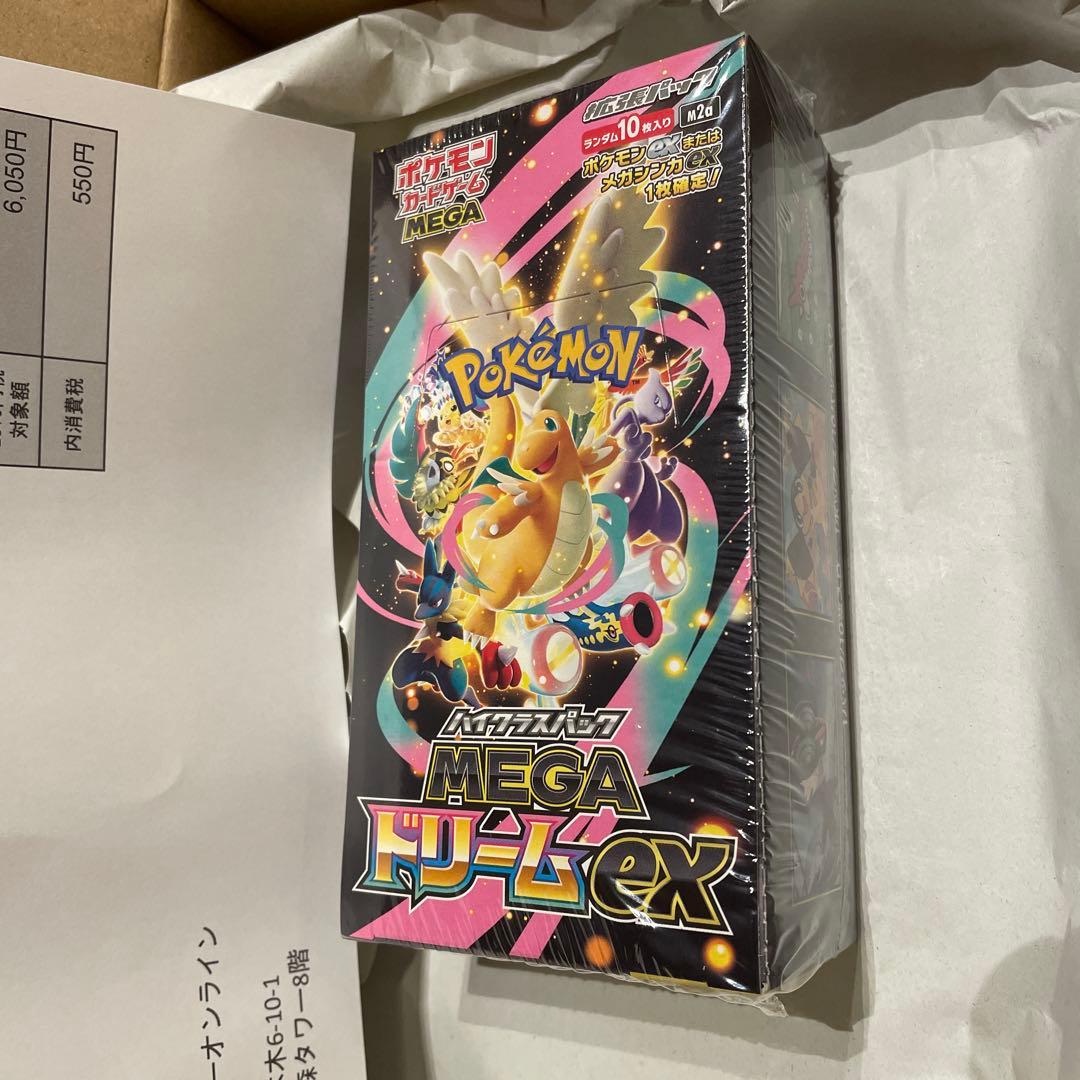 拡張パック
ランダム10枚入り M2a
ポケモンexまたは
メガシンカex
1枚確定!
ポケモン
カードゲーム
MEGA
POKéMON
TM
ハイクラスパック
MEGA
ドリームex
対象額 6,050円
内消費税 550円
ーオンライン
木6-10-1
タワー8階